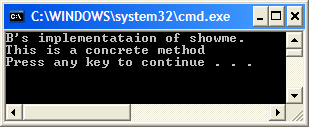 C:\WINDOWS\system32\cmd.exe
B's implementataion of showme.
This is a concrete method
Press any key to continue . . .